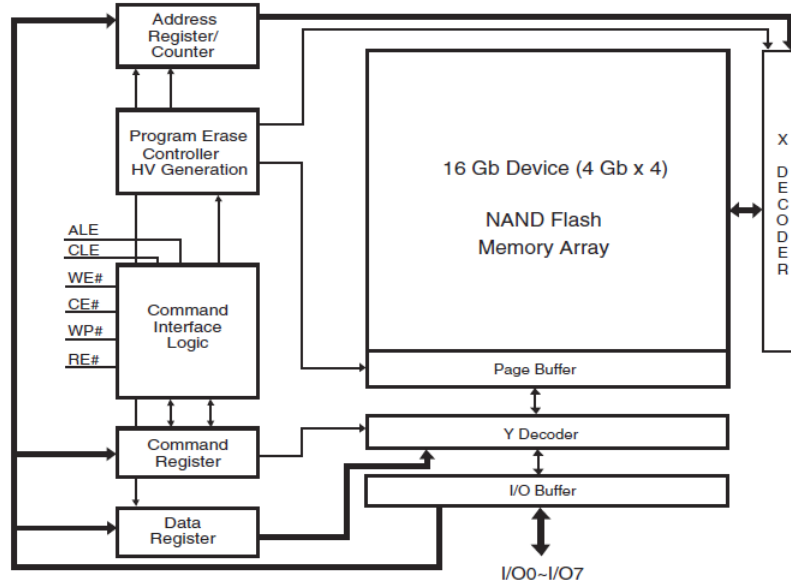 Address
Register/
Counter
Program Erase
Controller
HV Generation
16 Gb Device (4 Gb x 4)
NAND Flash
Memory Array
X
D
E
C
O
D
E
R
ALE
CLE
WE#
CE#
WP#
RE#
Command
Interface
Logic
Page Buffer
Command
Register
Y Decoder
I/O Buffer
Data
Register
I/O0~I/O7